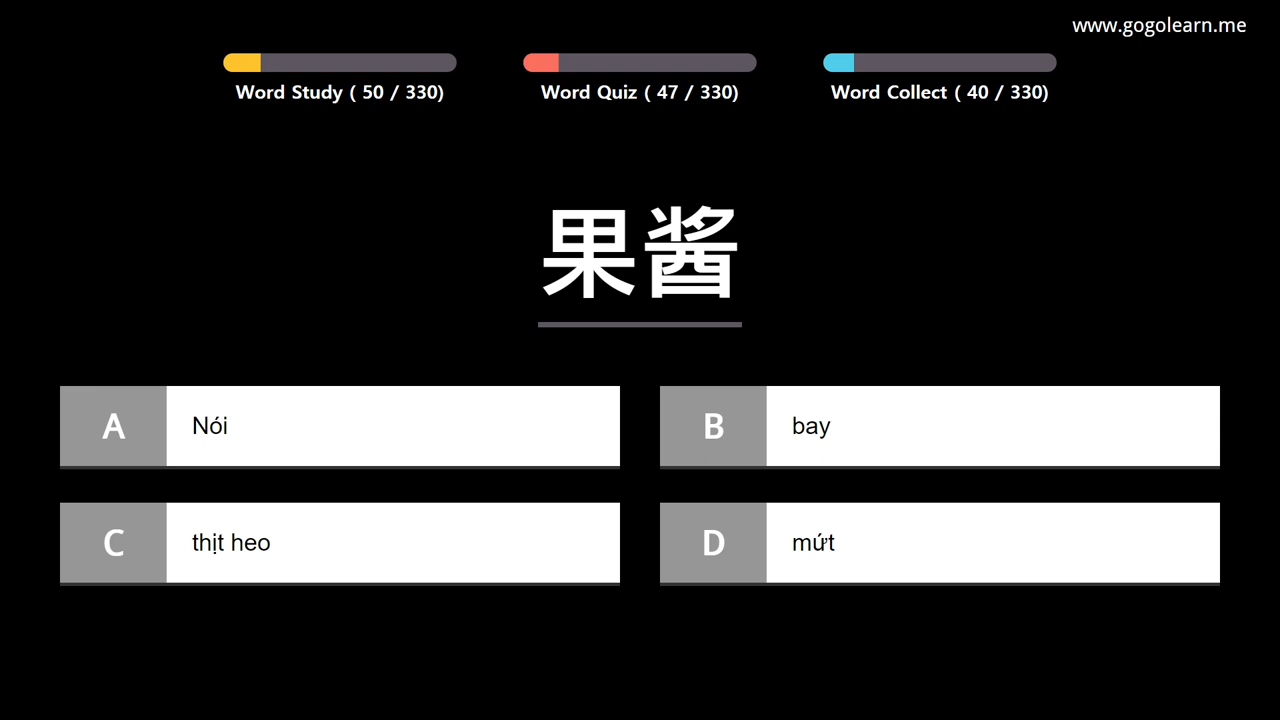 www.gogolearn.me
Word Study ( 50 / 330)
Word Quiz ( 47 / 330)
Word Collect ( 40 / 330)
果酱
A Nói
B bay
C thịt heo
D mứt